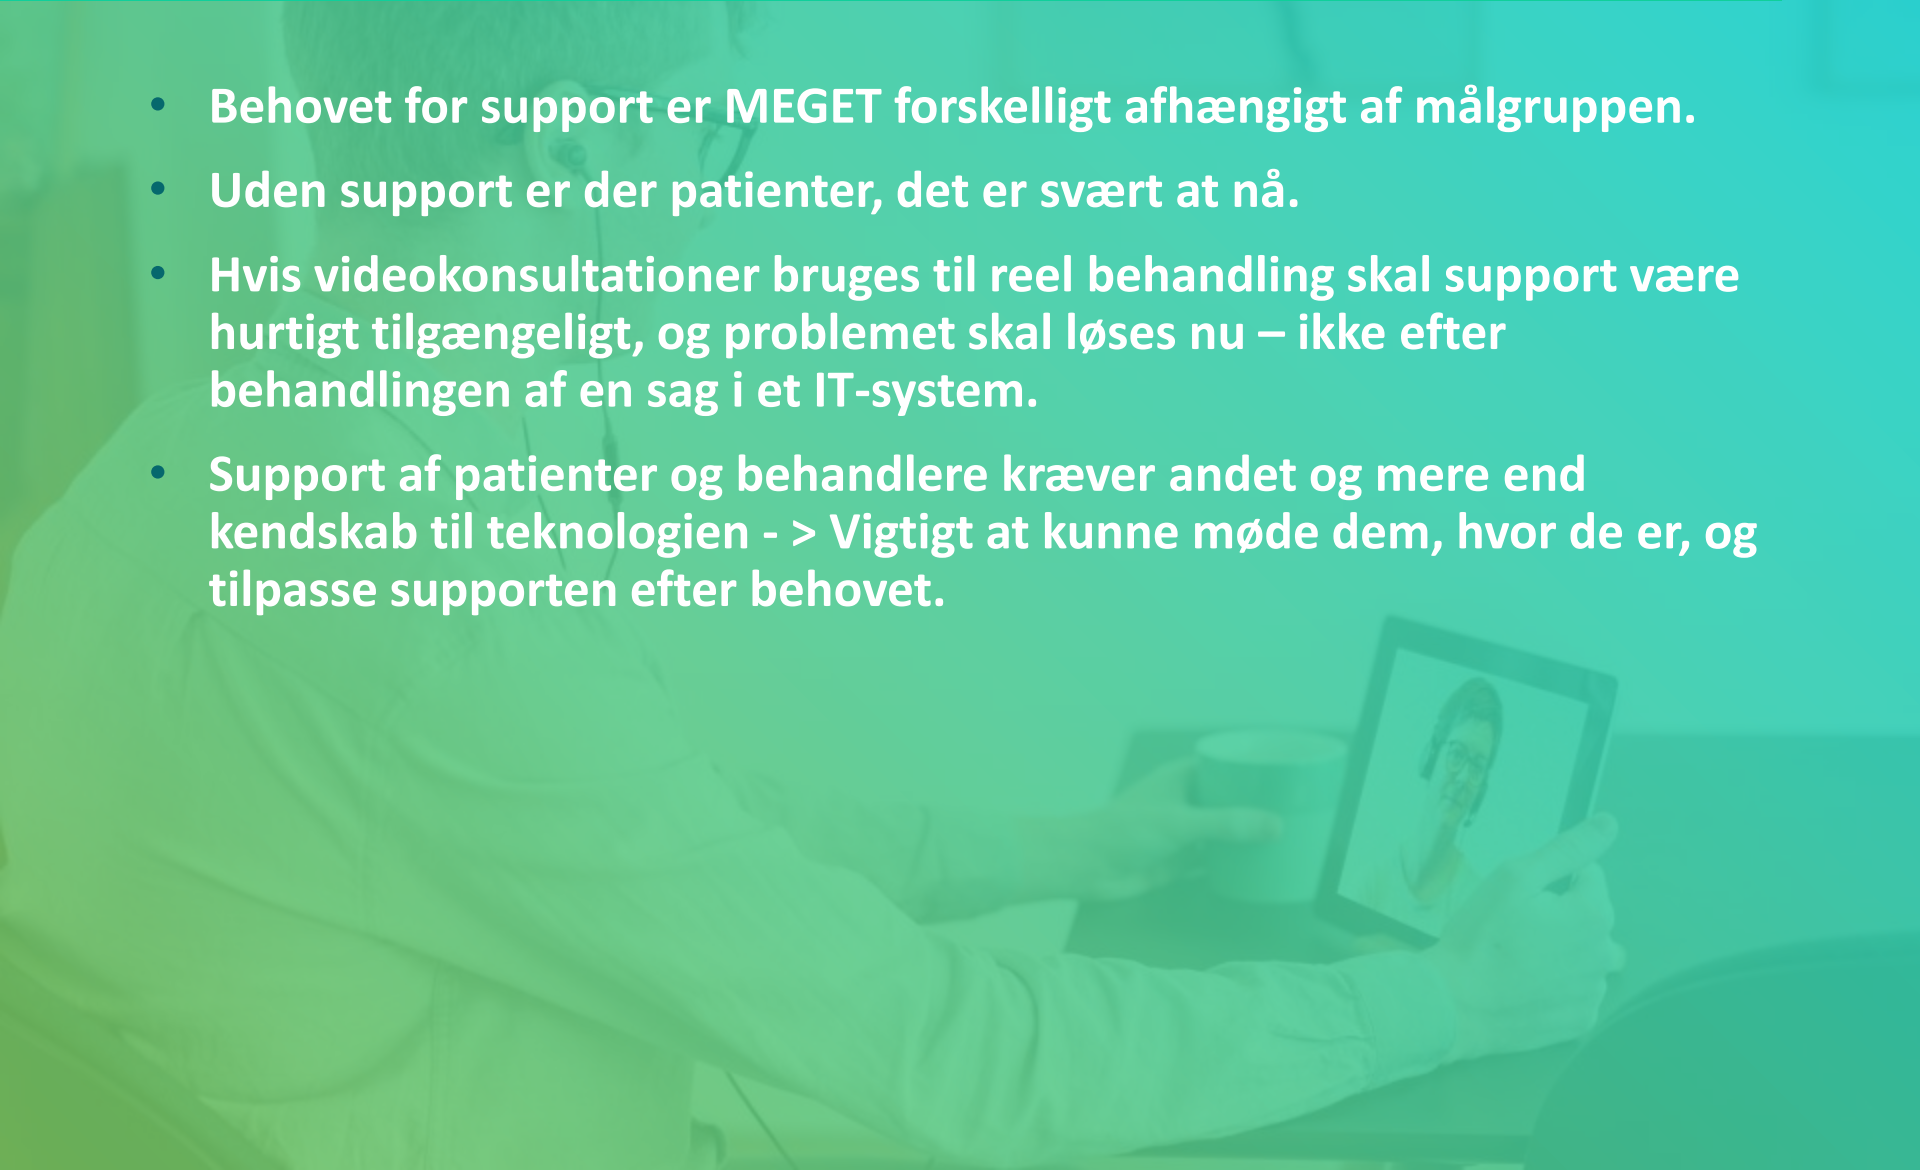 • Behovet for support er MEGET forskelligt afhængigt af målgruppen.
• Uden support er der patienter, det er svært at nå.
• Hvis videokonsultationer bruges til reel behandling skal support være
hurtigt tilgængeligt, og problemet skal løses nu – ikke efter
behandlingen af en sag i et IT-system.
• Support af patienter og behandlere kræver andet og mere end
kendskab til teknologien - > Vigtigt at kunne møde dem, hvor de er, og
tilpasse supporten efter behovet.